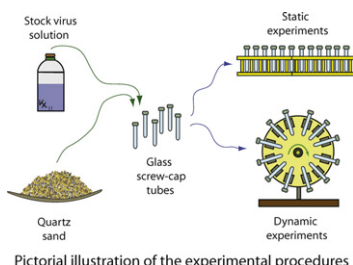 Stock virus
solution
Static
experiments
Glass
screw-cap
tubes
Quartz
sand
Dynamic
experiments
Pictorial illustration of the experimental procedures